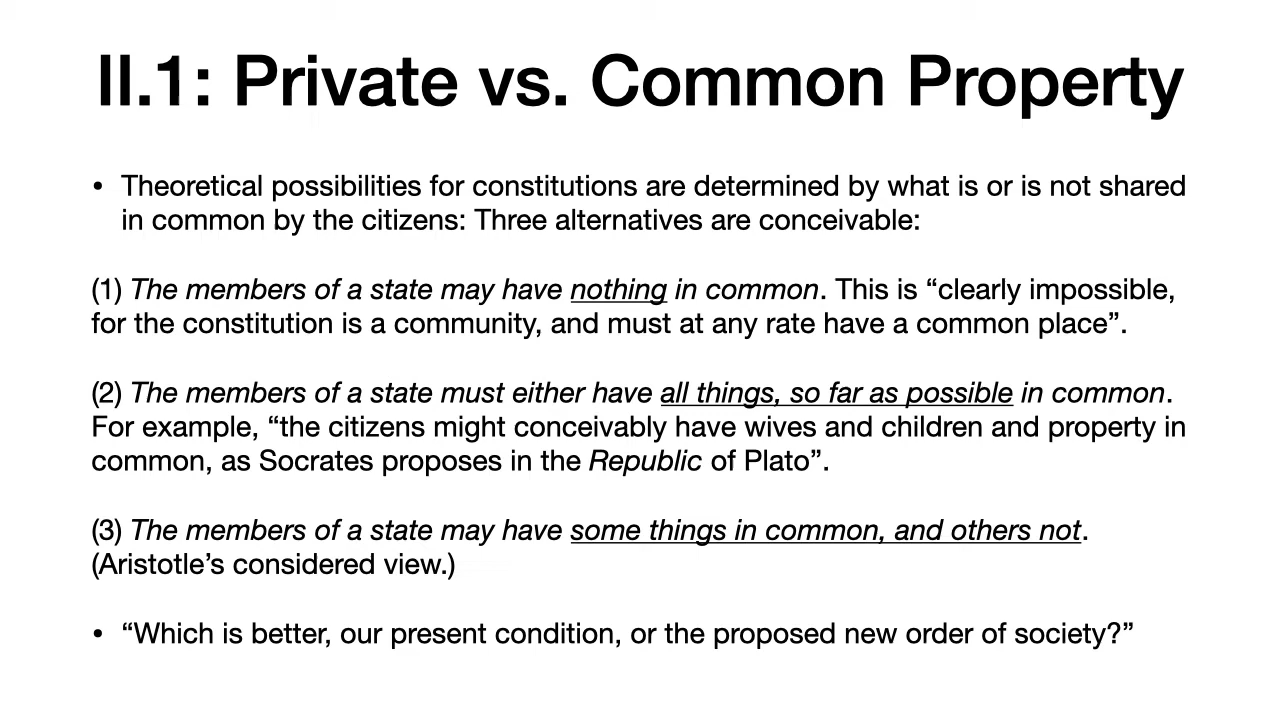 II.1: Private vs. Common Property
• Theoretical possibilities for constitutions are determined by what is or is not shared
in common by the citizens: Three alternatives are conceivable:
(1) The members of a state may have nothing in common. This is “clearly impossible,
for the constitution is a community, and must at any rate have a common place”.
(2) The members of a state must either have all things, so far as possible in common.
For example, “the citizens might conceivably have wives and children and property in
common, as Socrates proposes in the Republic of Plato”.
(3) The members of a state may have some things in common, and others not.
(Aristotle’s considered view.)
• “Which is better, our present condition, or the proposed new order of society?”